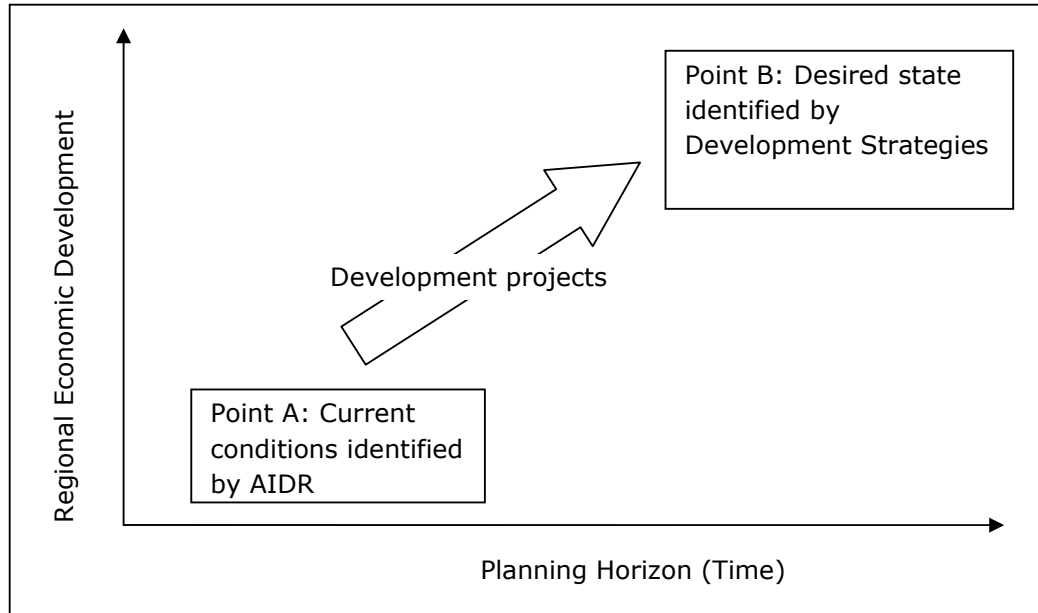 Regional Economic Development
Point B: Desired state
identified by
Development Strategies
Development projects
Point A: Current
conditions identified
by AIDR
Planning Horizon (Time)